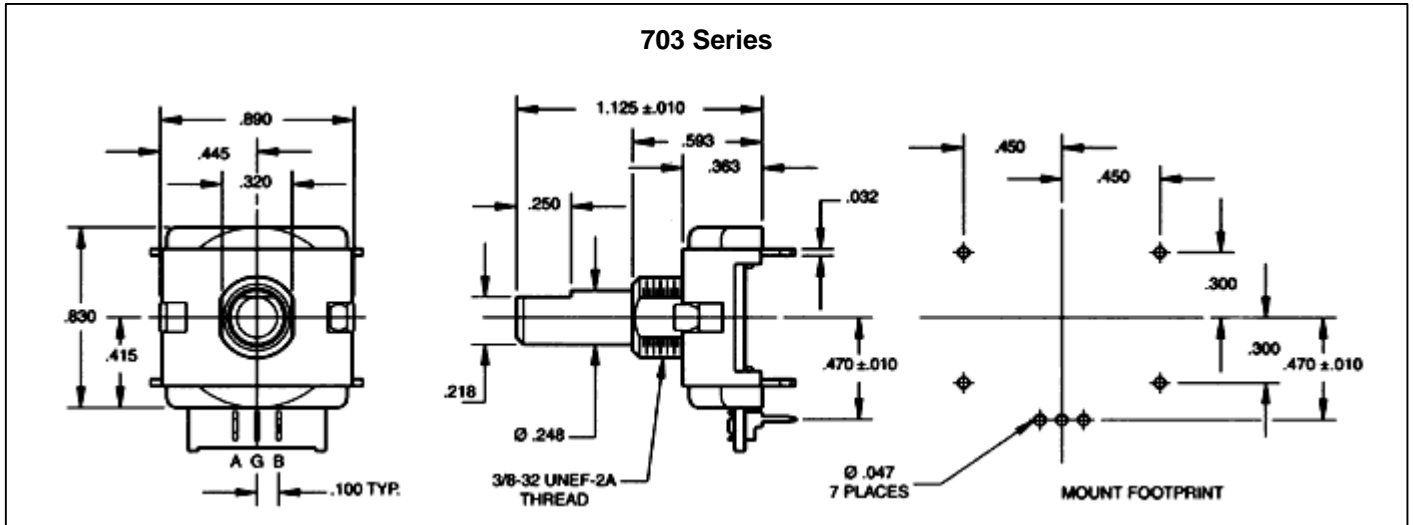 703 Series
.890
.445
.320
.830
.415
A G B
.100 TYP.
1.125 ±.010
.593
.363
.250
.032
.218
Ø .248
3/8-32 UNEF-2A
THREAD
.470 ±.010
.450
.450
.300
.300
.470 ±.010
Ø .047
7 PLACES
MOUNT FOOTPRINT